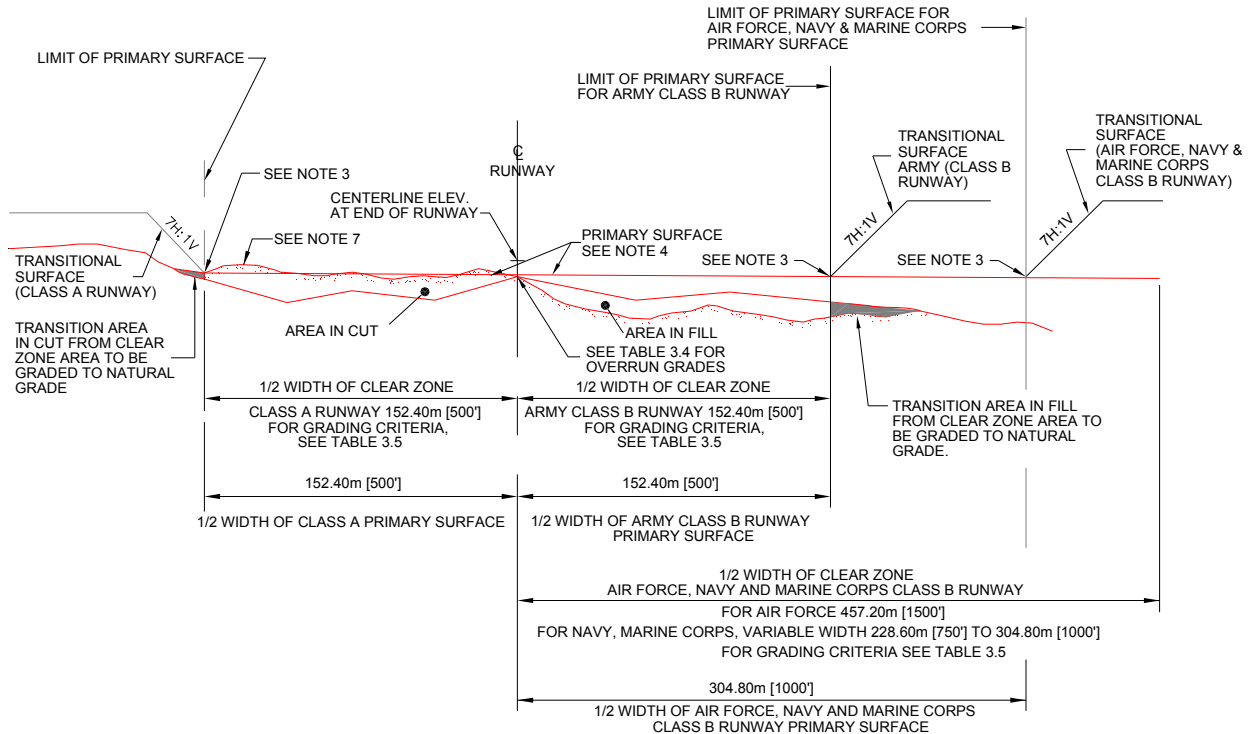 LIMIT OF PRIMARY SURFACE FOR
AIR FORCE, NAVY & MARINE CORPS
PRIMARY SURFACE
LIMIT OF PRIMARY SURFACE
LIMIT OF PRIMARY SURFACE
FOR ARMY CLASS B RUNWAY
TRANSITIONAL
SURFACE
(AIR FORCE, NAVY &
MARINE CORPS
CLASS B RUNWAY)
TRANSITIONAL
SURFACE
ARMY (CLASS B
RUNWAY)
℄
RUNWAY
SEE NOTE 3
CENTERLINE ELEV.
AT END OF RUNWAY
7H:1V
SEE NOTE 7
PRIMARY SURFACE
SEE NOTE 4
7H:1V
7H:1V
SEE NOTE 3
SEE NOTE 3
TRANSITIONAL
SURFACE
(CLASS A RUNWAY)
AREA IN CUT
AREA IN FILL
TRANSITION AREA
IN CUT FROM CLEAR
ZONE AREA TO BE
GRADED TO NATURAL
GRADE
SEE TABLE 3.4 FOR
OVERRUN GRADES
1/2 WIDTH OF CLEAR ZONE
CLASS A RUNWAY 152.40m [500']
FOR GRADING CRITERIA,
SEE TABLE 3.5
1/2 WIDTH OF CLEAR ZONE
ARMY CLASS B RUNWAY 152.40m [500']
FOR GRADING CRITERIA,
SEE TABLE 3.5
TRANSITION AREA IN FILL
FROM CLEAR ZONE AREA TO
BE GRADED TO NATURAL
GRADE.
152.40m [500']
1/2 WIDTH OF CLASS A PRIMARY SURFACE
152.40m [500']
1/2 WIDTH OF ARMY CLASS B RUNWAY
PRIMARY SURFACE
1/2 WIDTH OF CLEAR ZONE
AIR FORCE, NAVY AND MARINE CORPS CLASS B RUNWAY
FOR AIR FORCE 457.20m [1500']
FOR NAVY, MARINE CORPS, VARIABLE WIDTH 228.60m [750'] TO 304.80m [1000']
FOR GRADING CRITERIA SEE TABLE 3.5
304.80m [1000']
1/2 WIDTH OF AIR FORCE, NAVY AND MARINE CORPS
CLASS B RUNWAY PRIMARY SURFACE